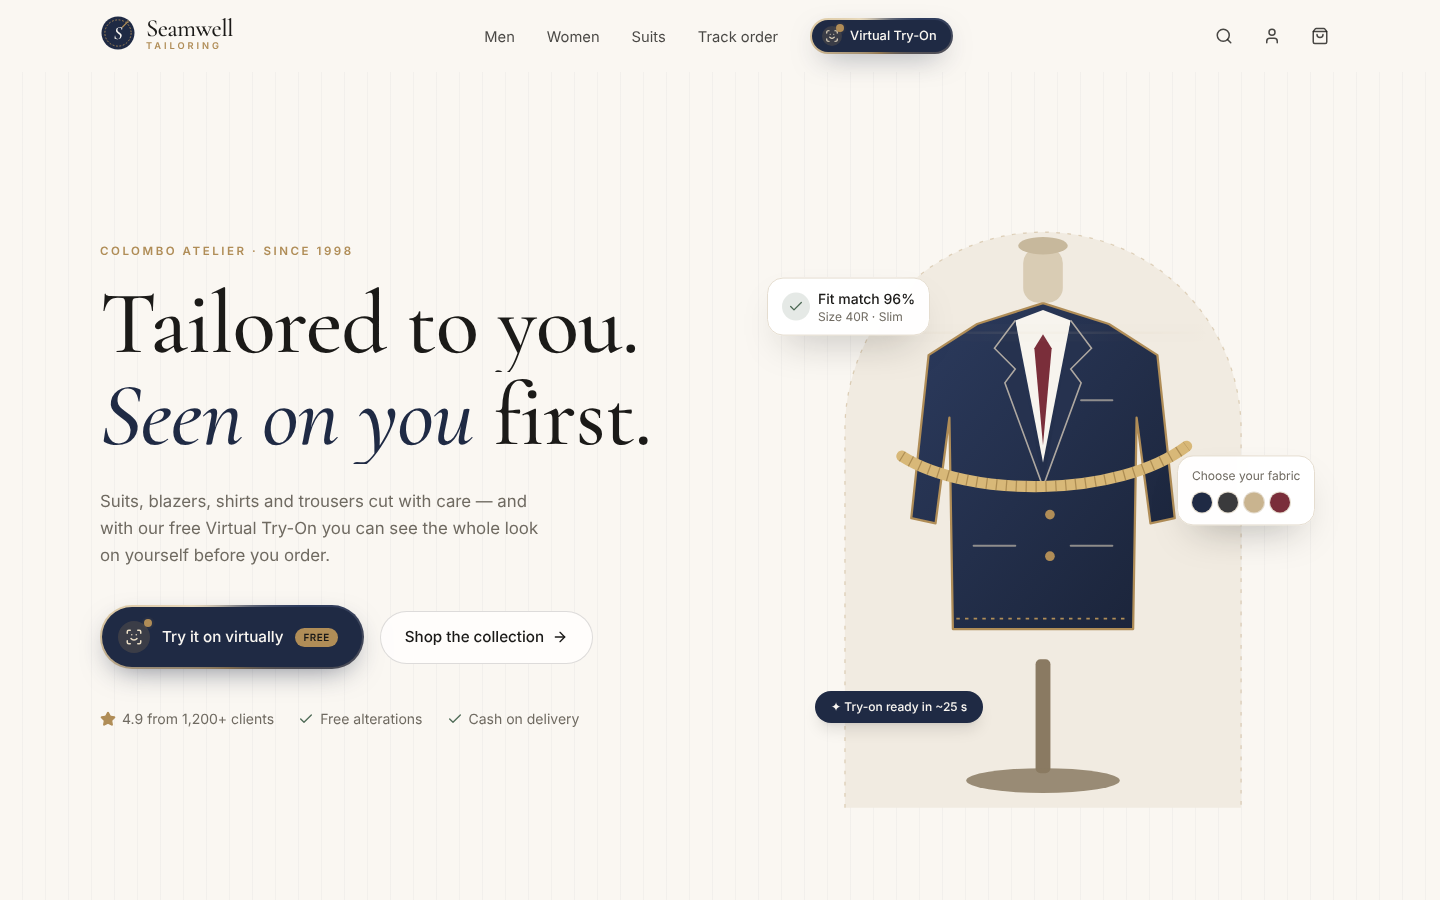 S
Seamwell
TAILORING
Men
Women
Suits
Track order
Virtual Try-On
COLOMBO ATELIER · SINCE 1998
Tailored to you.
Seen on you first.
Suits, blazers, shirts and trousers cut with care — and
with our free Virtual Try-On you can see the whole look
on yourself before you order.
Try it on virtually
FREE
Shop the collection →
4.9 from 1,200+ clients
Free alterations
Cash on delivery
Fit match 96%
Size 40R · Slim
Choose your fabric
✦ Try-on ready in ~25 s